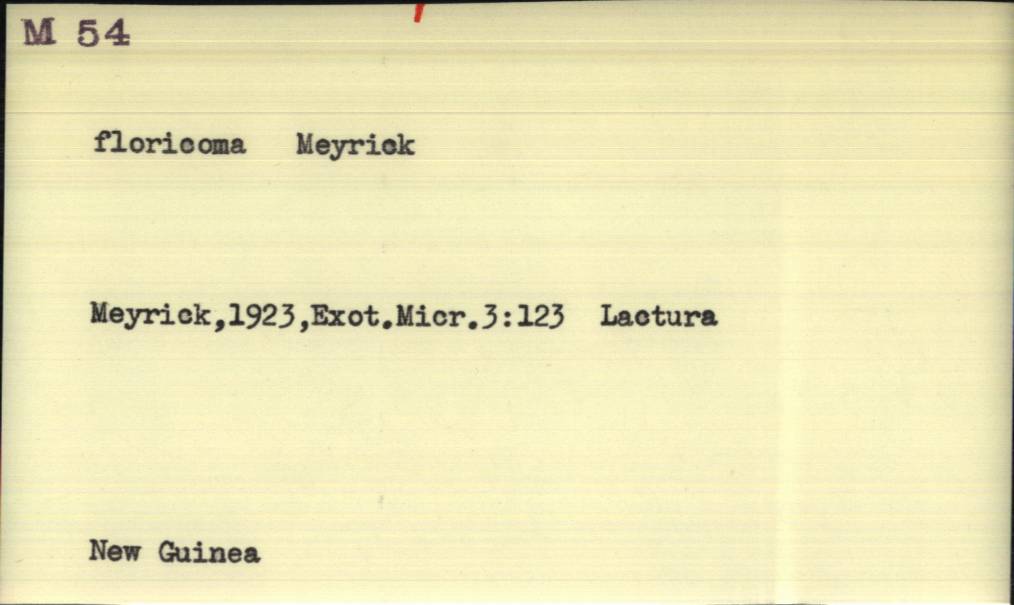 M 54
floricoma Meyrick
Meyrick,1923,Exot.Micr.3:123 Lactura
New Guinea